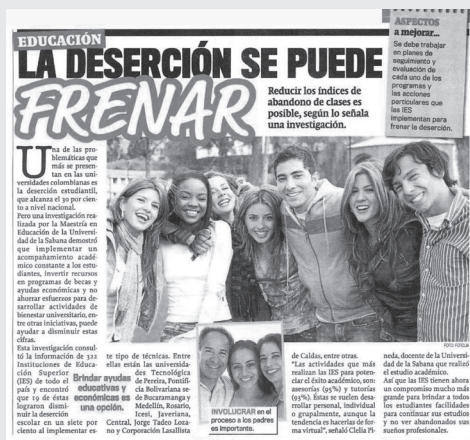 EDUCACIÓN
LA DESERCIÓN SE PUEDE
FRENAR
Reducir los índices de
abandono de clases es
posible, según lo señala
una investigación.
ASPECTOS
a mejorar...
Se debe trabajar
en planes de
seguimiento y
evaluación de
cada uno de los
programas y
las acciones
particulares que
las IES
implementan para
frenar la deserción.
Una de las pro-
blemáticas que
más se presen-
tan en las uni-
versidades colombianas es
la deserción estudiantil,
que alcanza el 30 por cien-
to a nivel nacional.
Pero una investigación rea-
lizada por la Maestría en
Educación de la Universi-
dad de la Sabana demostró
que implementar un
acompañamiento acadé-
mico constante a los estu-
diantes, invertir recursos
en programas de becas y
ayudas económicas y no
ahorrar esfuerzos para de-
sarrollar actividades de
bienestar universitario, en-
tre otras iniciativas, puede
ayudar a disminuir estas
cifras.
Esta investigación consul-
tó la información de 322
Instituciones de Educa-
ción Superior
(IES) de todo el
país y encontró
que 19 de éstas
lograron dismi-
nuir la deserción
escolar en un siete por
ciento al implementar es-
Brindar ayudas
educativas y
económicas es
una opción.
te tipo de técnicas. Entre
ellas están las universida-
des Tecnológica
de Pereira, Pontifi-
cia Bolivariana se-
de Bucaramanga y
Medellín, Rosario,
Icesi, Javeriana,
Central, Jorge Tadeo Loza-
no y Corporación Lasallista
INVOLUCRAR en el
proceso a los padres
es importante.
FOTO FOTOLIA
de Caldas, entre otras.
"Las actividades que más
realizan las IES para poten-
ciar el éxito académico, son:
asesorías (95%) y tutorías
(93%). Éstas se suelen desa-
rrollar personal, individual
o grupalmente, aunque la
tendencia es hacerlas de for-
ma virtual", señaló Clelia Pi-
neda, docente de la Universi-
dad de la Sabana que realizó
el estudio académico.
Así que las IES tienen ahora
un compromiso mucho más
grande para brindar a todos
los estudiantes facilidades
para continuar sus estudios
y no ver abandonados sus
sueños profesionales.